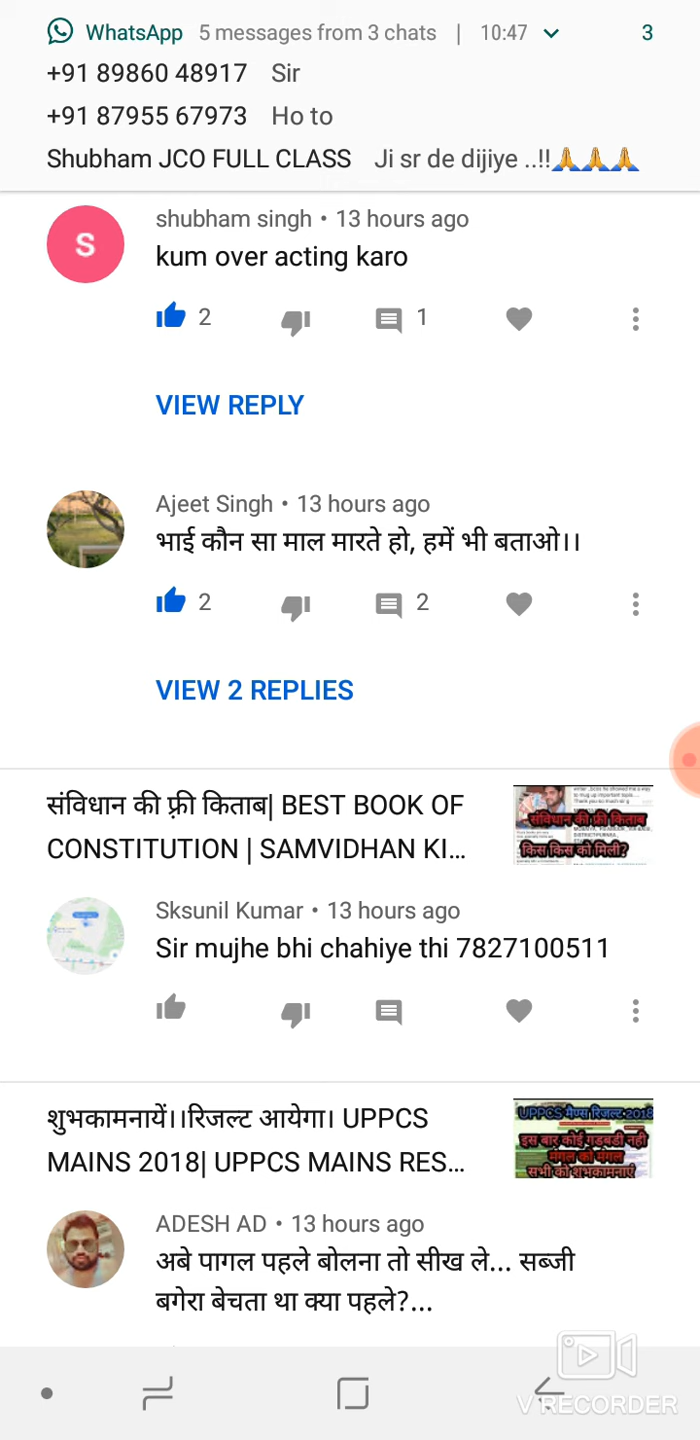 WhatsApp 5 messages from 3 chats | 10:47 3
+91 89860 48917 Sir
+91 87955 67973 Ho to
Shubham JCO FULL CLASS Ji sr de dijiye ..!!🙏🙏🙏
S
shubham singh • 13 hours ago
kum over acting karo
2 1
VIEW REPLY
Ajeet Singh • 13 hours ago
भाई कौन सा माल मारते हो, हमें भी बताओ।।
2 2
VIEW 2 REPLIES
संविधान की फ़्री किताब| BEST BOOK OF
CONSTITUTION | SAMVIDHAN KI...
संविधान की फ्री किताब
किस किस को मिली?
Sksunil Kumar • 13 hours ago
Sir mujhe bhi chahiye thi 7827100511
शुभकामनायें।।रिजल्ट आयेगा। UPPCS
MAINS 2018| UPPCS MAINS RES...
UPPCS मैन्स रिजल्ट 2018
इस बार कोई गडबडी नही
मंगल को मंगल
सभी को शुभकामनाएं
ADESH AD • 13 hours ago
अबे पागल पहले बोलना तो सीख ले... सब्जी
बगेरा बेचता था क्या पहले?...
V RECORDER